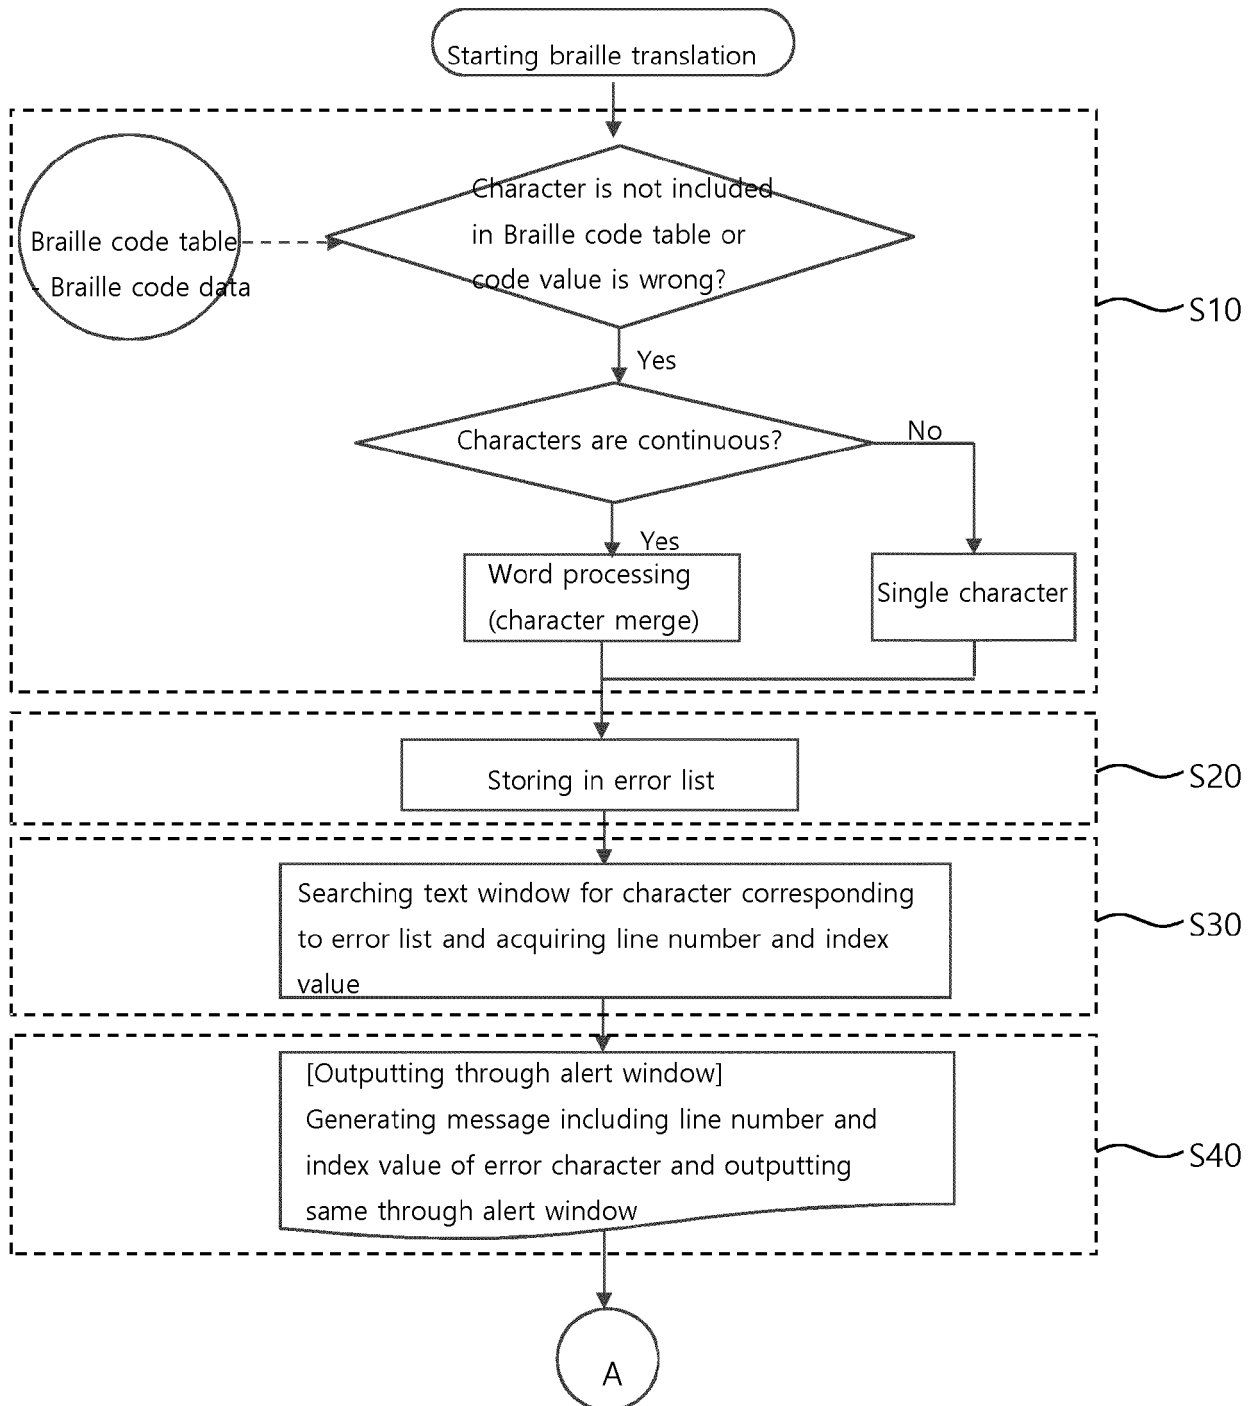 Starting braille translation
Character is not included
in Braille code table or
code value is wrong?
Braille code table
- Braille code data
S10
Yes
Characters are continuous?
No
Yes
Word processing
(character merge)
Single character
Storing in error list
S20
Searching text window for character corresponding
to error list and acquiring line number and index
value
S30
[Outputting through alert window]
Generating message including line number and
index value of error character and outputting
same through alert window
S40
A